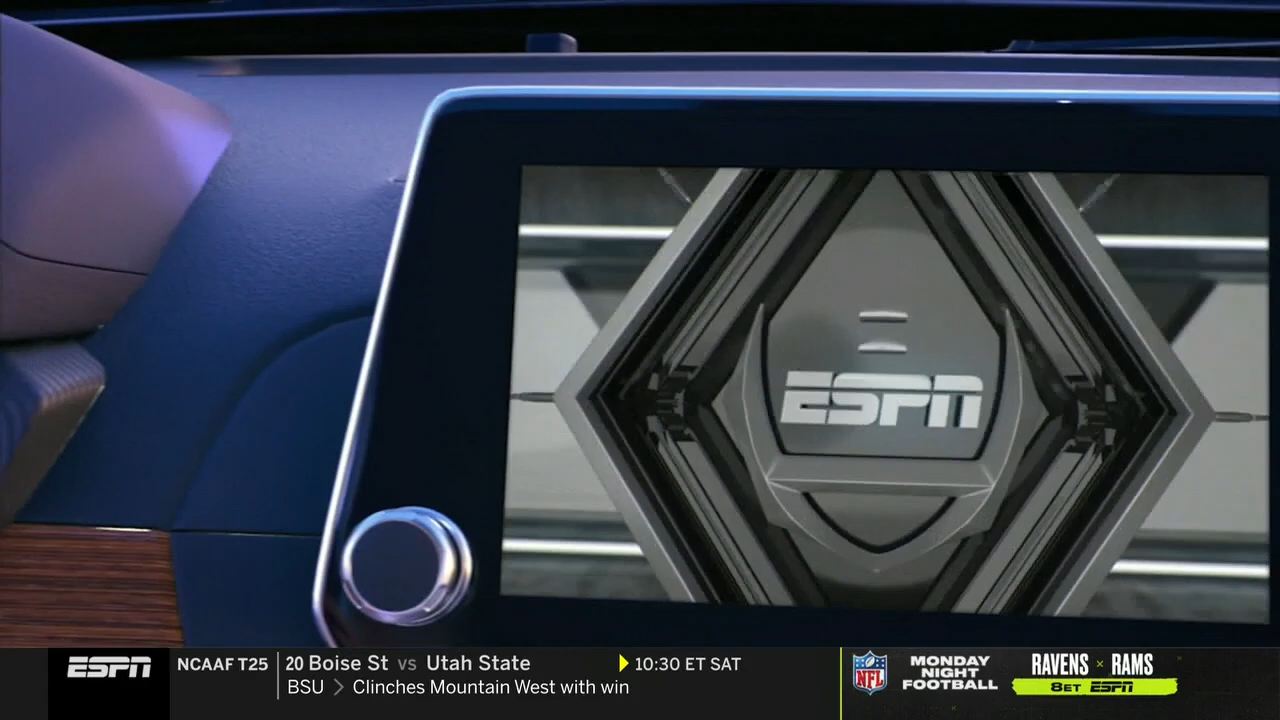 ESPN
ESPN
NCAAF T25
20 Boise St vs Utah State
10:30 ET SAT
BSU > Clinches Mountain West with win
NFL
MONDAY
NIGHT
FOOTBALL
RAVENS × RAMS
8ET ESPN